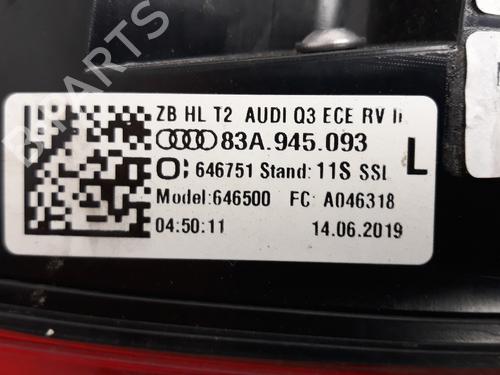 ZB HL T2 AUDI Q3 ECE RV li
83A.945.093
646751 Stand: 11S SSL
L
Model:646500 FC A046318
04:50:11 14.06.2019
B-PARTS